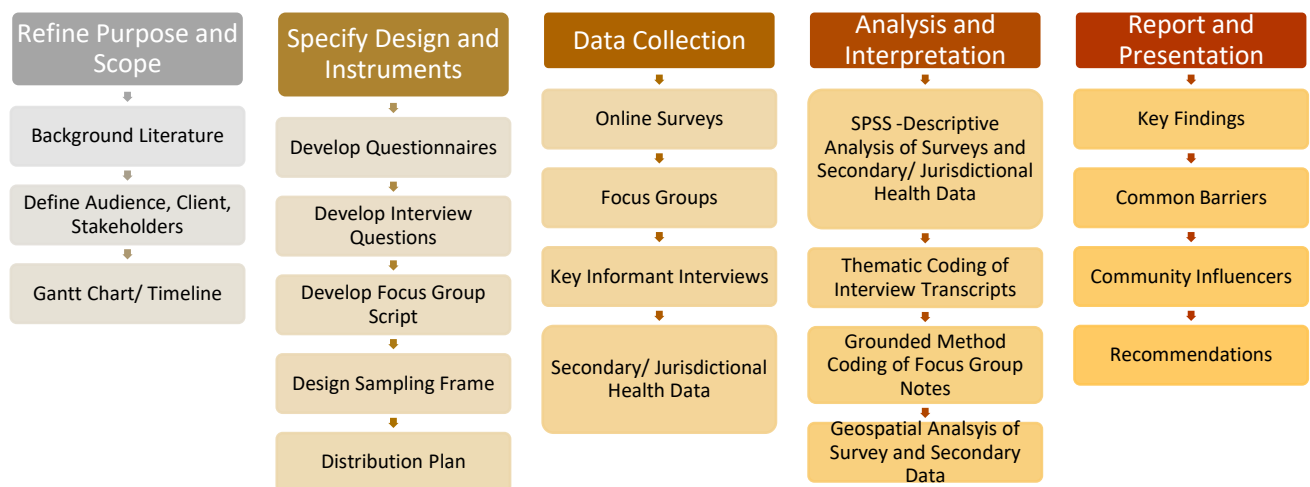 Refine Purpose and
Scope
Background Literature
Define Audience, Client,
Stakeholders
Gantt Chart/ Timeline
Specify Design and
Instruments
Develop Questionnaires
Develop Interview
Questions
Develop Focus Group
Script
Design Sampling Frame
Distribution Plan
Data Collection
Online Surveys
Focus Groups
Key Informant Interviews
Secondary/ Jurisdictional
Health Data
Analysis and
Interpretation
SPSS -Descriptive
Analysis of Surveys and
Secondary/ Jurisdictional
Health Data
Thematic Coding of
Interview Transcripts
Grounded Method
Coding of Focus Group
Notes
Geospatial Analsyis of
Survey and Secondary
Data
Report and
Presentation
Key Findings
Common Barriers
Community Influencers
Recommendations